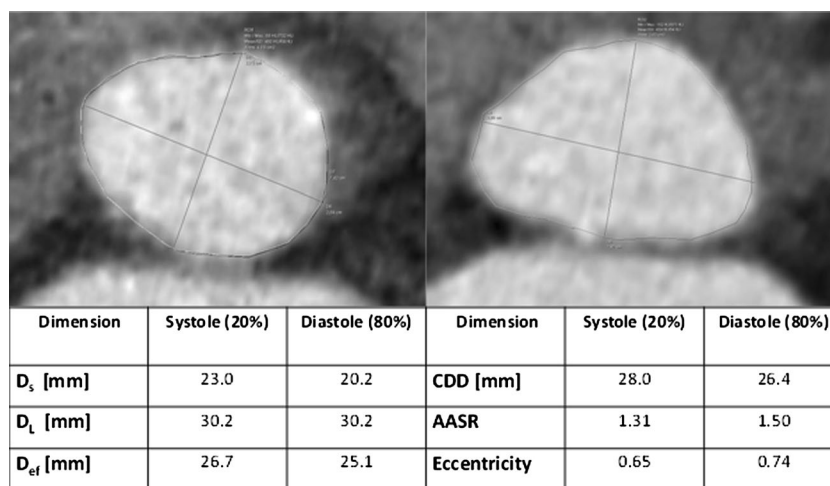 Dimension Systole (20%) Diastole (80%) Dimension Systole (20%) Diastole (80%)
Ds [mm] 23.0 20.2 CDD [mm] 28.0 26.4
DL [mm] 30.2 30.2 AASR 1.31 1.50
Def [mm] 26.7 25.1 Eccentricity 0.65 0.74